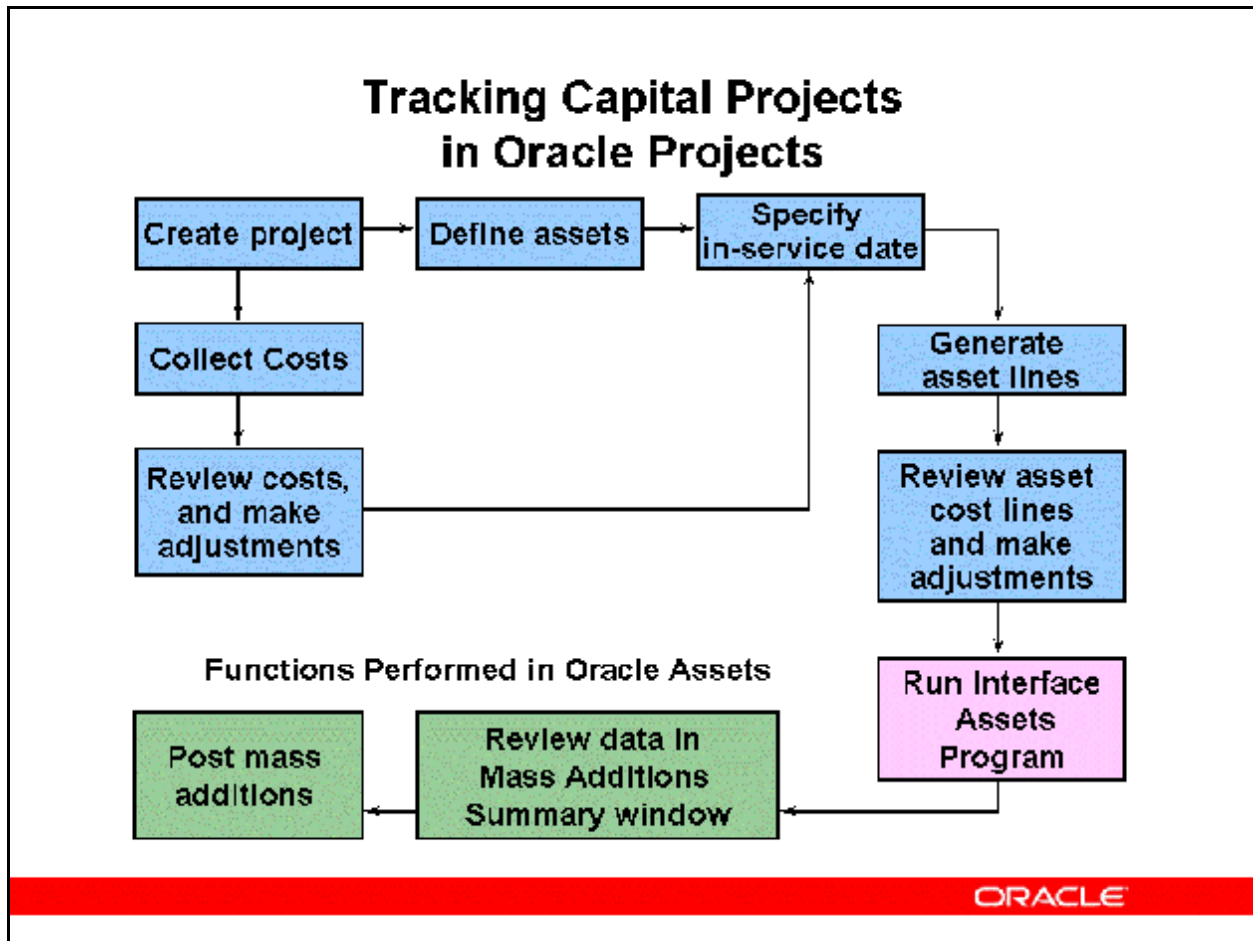 Tracking Capital Projects
in Oracle Projects
Create project
Define assets
Specify
in-service date
Collect Costs
Generate
asset lines
Review costs,
and make
adjustments
Review asset
cost lines
and make
adjustments
Functions Performed in Oracle Assets
Run Interface
Assets
Program
Post mass
additions
Review data in
Mass Additions
Summary window
ORACLE